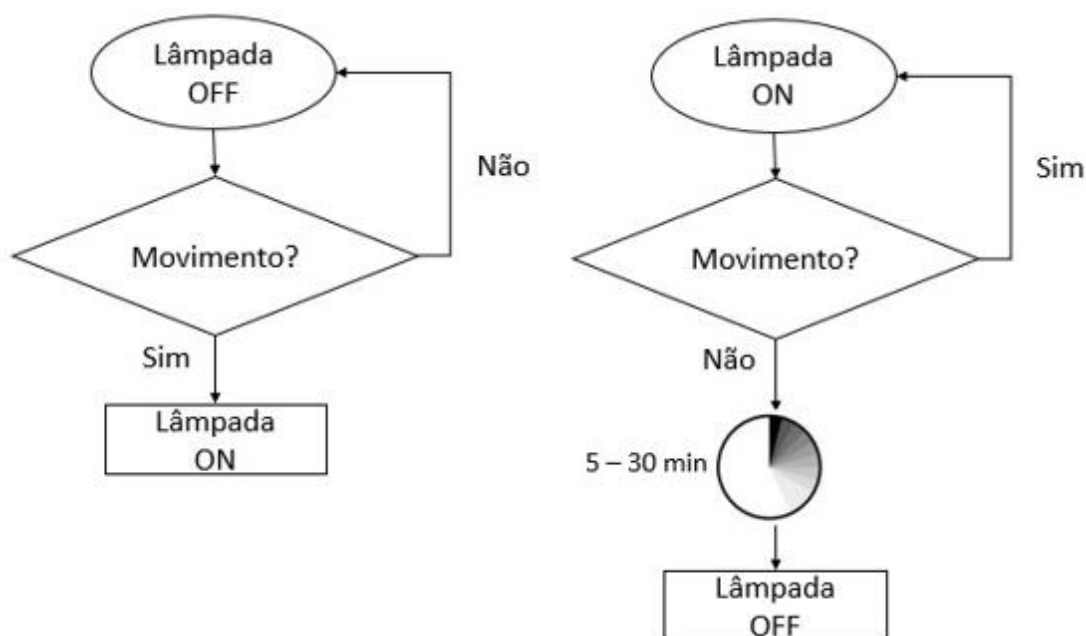 Lâmpada
OFF
Não
Movimento?
Sim
Lâmpada
ON
Lâmpada
ON
Sim
Movimento?
Não
5 – 30 min
Lâmpada
OFF